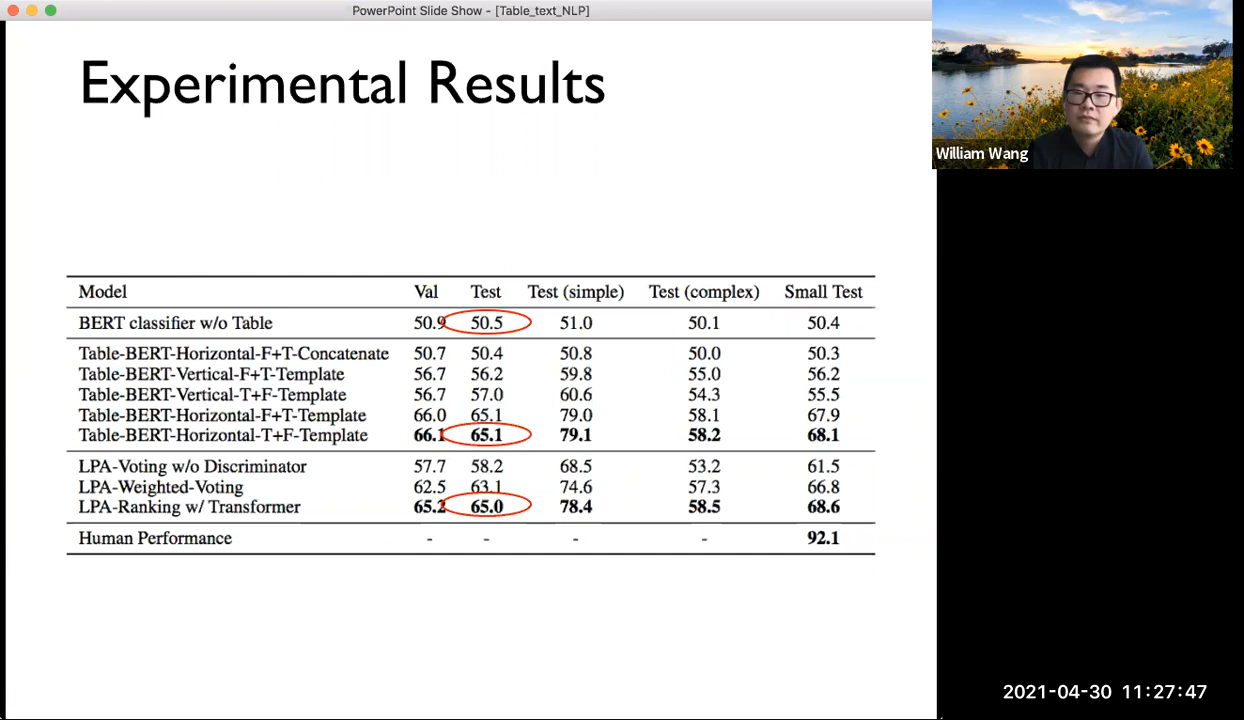 PowerPoint Slide Show - [Table_text_NLP]
Experimental Results
William Wang
Model Val Test Test (simple) Test (complex) Small Test
BERT classifier w/o Table 50.9 50.5 51.0 50.1 50.4
Table-BERT-Horizontal-F+T-Concatenate 50.7 50.4 50.8 50.0 50.3
Table-BERT-Vertical-F+T-Template 56.7 56.2 59.8 55.0 56.2
Table-BERT-Vertical-T+F-Template 56.7 57.0 60.6 54.3 55.5
Table-BERT-Horizontal-F+T-Template 66.0 65.1 79.0 58.1 67.9
Table-BERT-Horizontal-T+F-Template 66.1 65.1 79.1 58.2 68.1
LPA-Voting w/o Discriminator 57.7 58.2 68.5 53.2 61.5
LPA-Weighted-Voting 62.5 63.1 74.6 57.3 66.8
LPA-Ranking w/ Transformer 65.2 65.0 78.4 58.5 68.6
Human Performance - - - - 92.1
2021-04-30 11:27:47